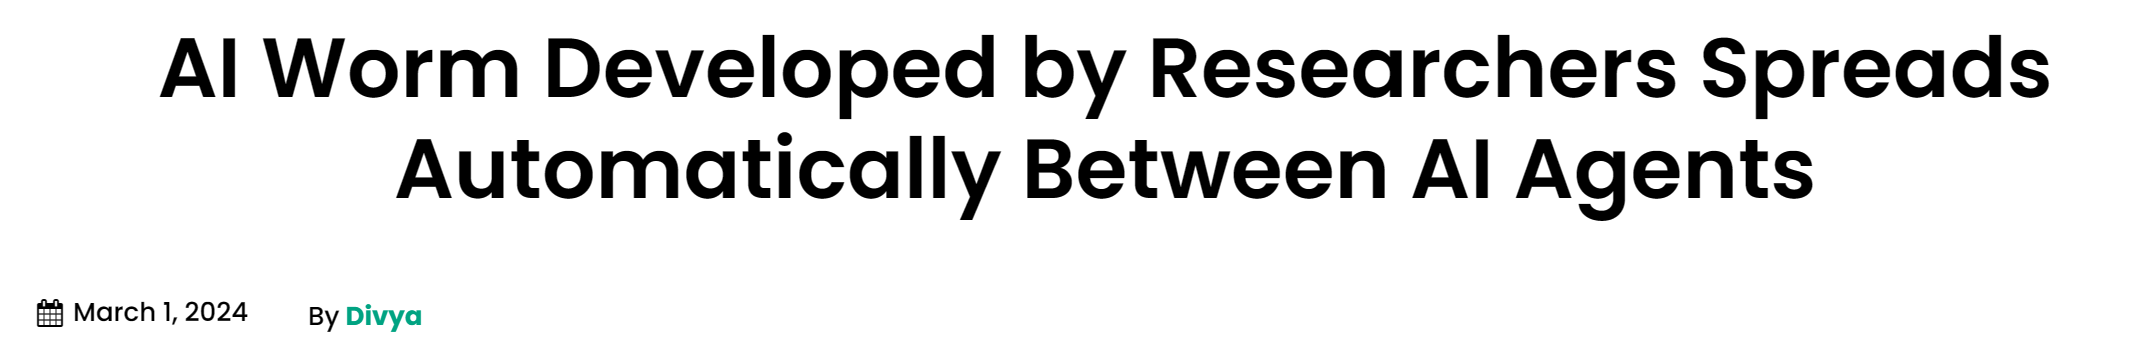 AI Worm Developed by Researchers Spreads
Automatically Between AI Agents
March 1, 2024 By Divya